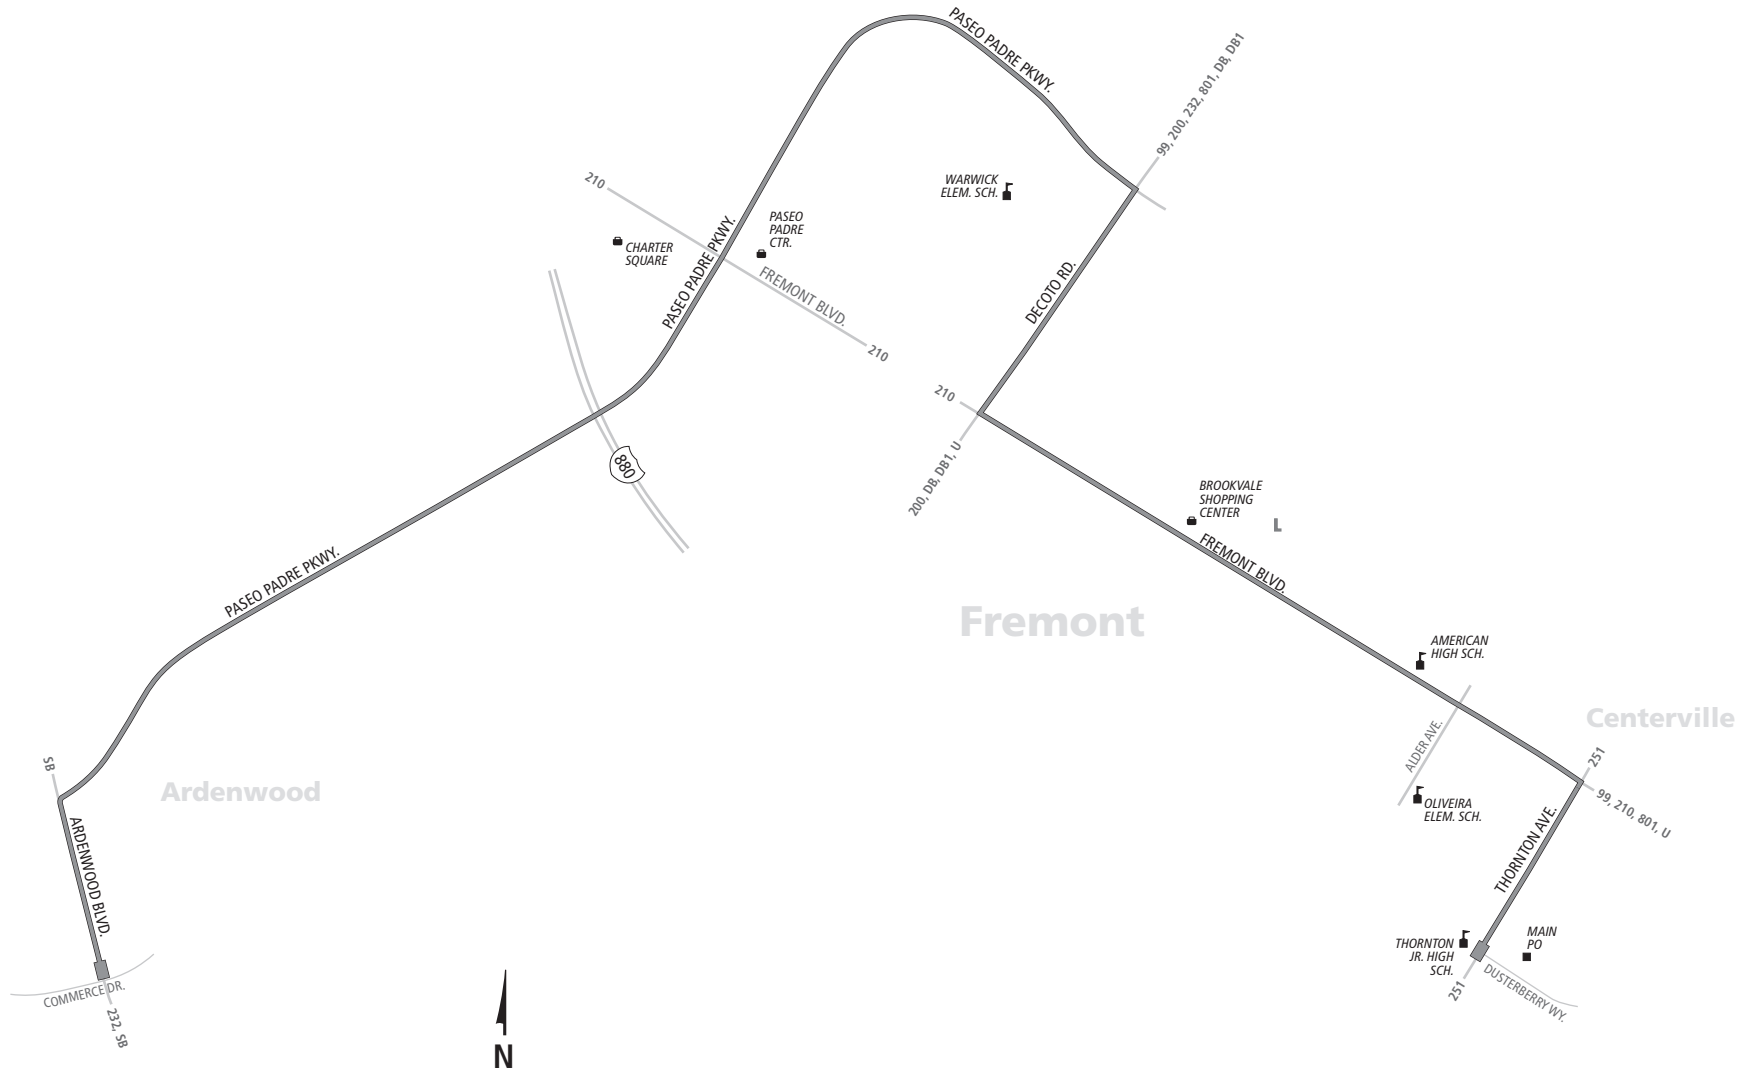 PASEO PADRE PKWY.
99, 200, 232, 801, DB, DB1
WARWICK
ELEM. SCH.
210
PASEO
PADRE
CTR.
CHARTER
SQUARE
PASEO PADRE PKWY.
FREMONT BLVD.
210
DECOTO RD.
210
200, DB, DB1, U
880
BROOKVALE
SHOPPING
CENTER
L
FREMONT BLVD.
PASEO PADRE PKWY.
Fremont
AMERICAN
HIGH SCH.
Centerville
ALDER AVE.
251
99, 210, 801, U
SB
Ardenwood
OLIVEIRA
ELEM. SCH.
THORNTON AVE.
ARDENWOOD BLVD.
THORNTON
JR. HIGH
SCH.
MAIN
PO
DUSTERBERRY WY.
251
COMMERCE DR.
232, SB
N